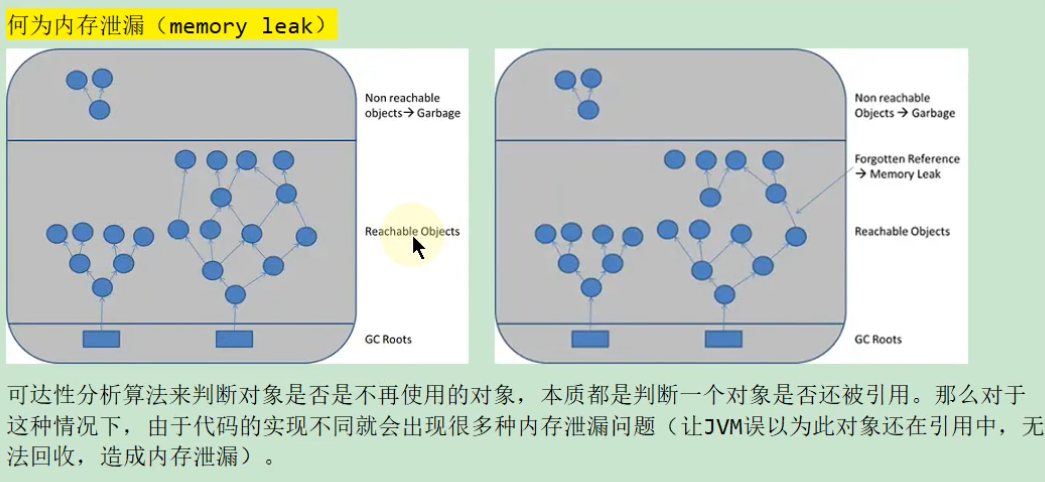 何为内存泄漏（memory leak）
Non reachable
objects→ Garbage
Reachable Objects
GC Roots
Non reachable
Objects → Garbage
Forgotten Reference
→ Memory Leak
Reachable Objects
GC Roots
可达性分析算法来判断对象是否是不再使用的对象，本质都是判断一个对象是否还被引用。那么对于
这种情况下，由于代码的实现不同就会出现很多种内存泄漏问题（让JVM误以为此对象还在引用中，无
法回收，造成内存泄漏）。